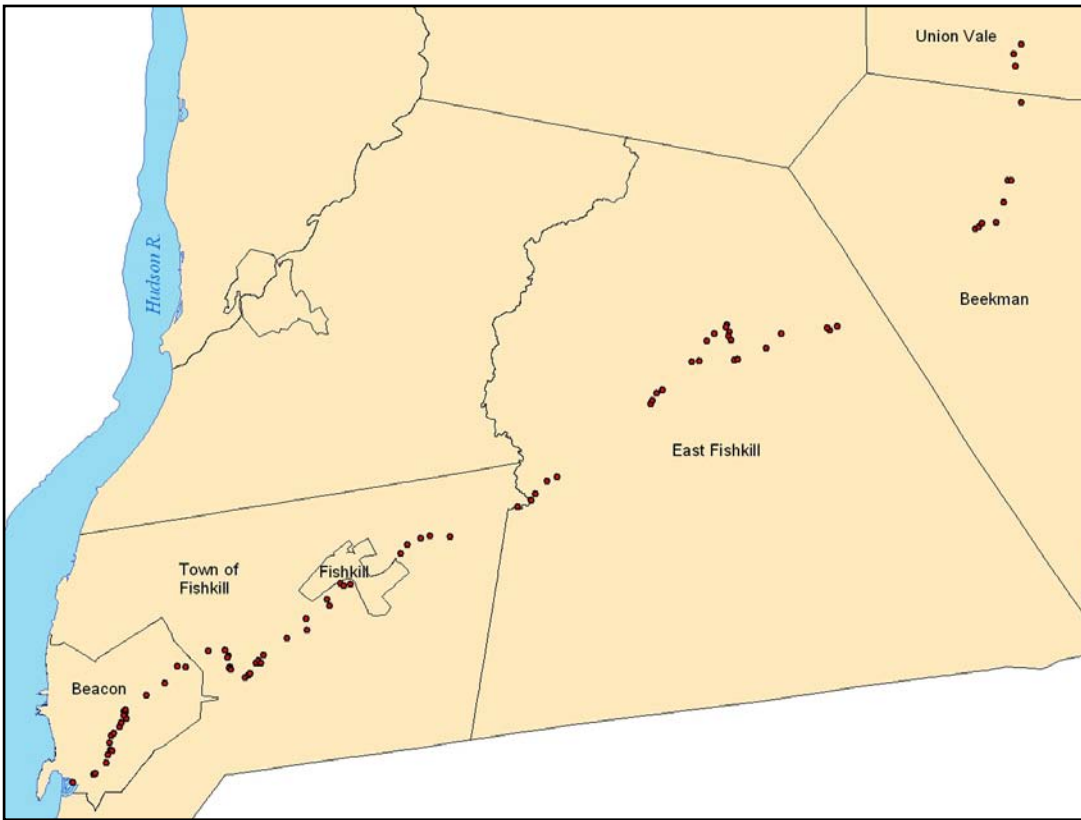 Union Vale
Hudson R.
Beekman
East Fishkill
Town of
Fishkill
Fishkill
Beacon